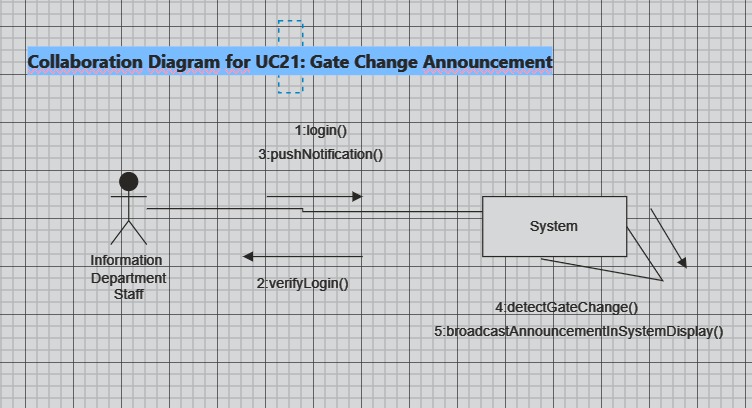 Collaboration Diagram for UC21: Gate Change Announcement
1:login()
3:pushNotification()
System
Information
Department
Staff
2:verifyLogin()
4:detectGateChange()
5:broadcastAnnouncementInSystemDisplay()